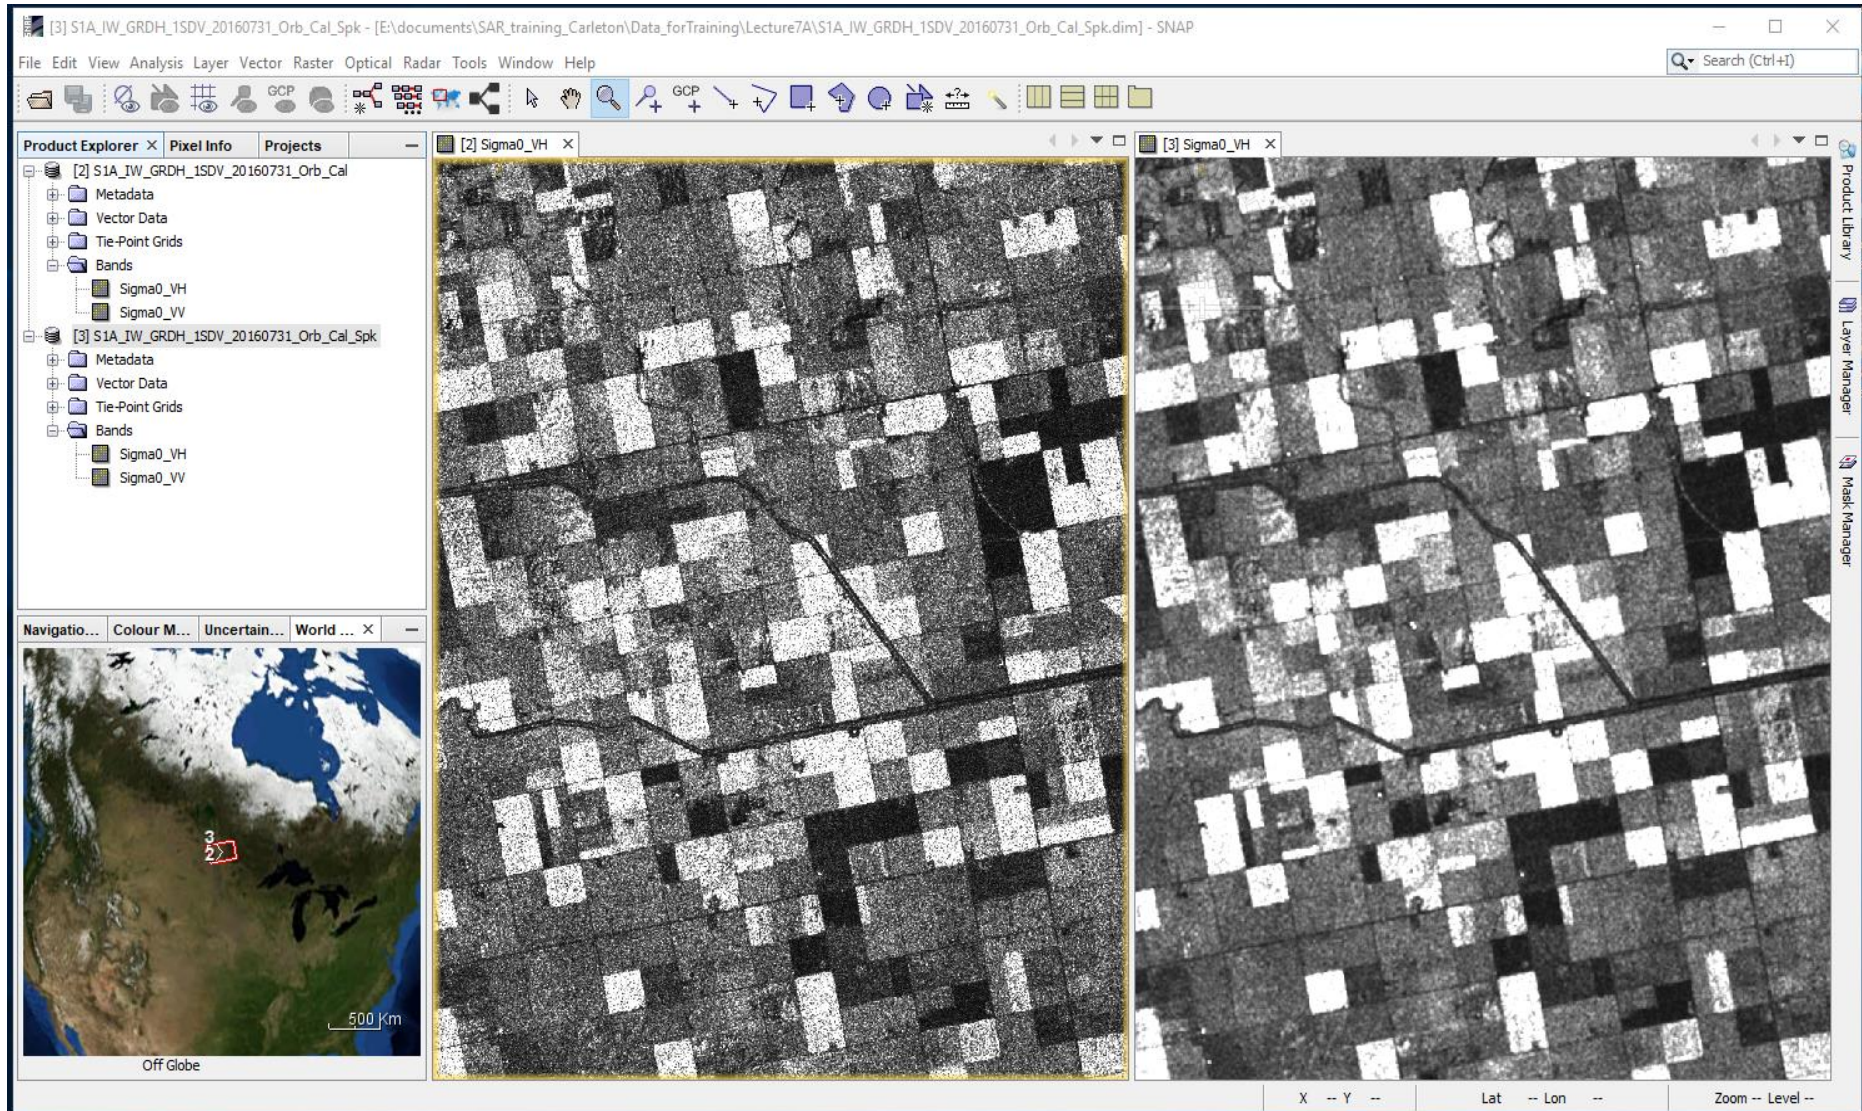 [3] S1A_IW_GRDH_1SDV_20160731_Orb_Cal_Spk - [E:\documents\SAR_training_Carleton\Data_forTraining\Lecture7A\S1A_IW_GRDH_1SDV_20160731_Orb_Cal_Spk.dim] - SNAP
File Edit View Analysis Layer Vector Raster Optical Radar Tools Window Help
Search (Ctrl+I)
GCP
GCP
Product Explorer Pixel Info Projects
[2] S1A_IW_GRDH_1SDV_20160731_Orb_Cal
Metadata
Vector Data
Tie-Point Grids
Bands
Sigma0_VH
Sigma0_VV
[3] S1A_IW_GRDH_1SDV_20160731_Orb_Cal_Spk
Metadata
Vector Data
Tie-Point Grids
Bands
Sigma0_VH
Sigma0_VV
[2] Sigma0_VH
[3] Sigma0_VH
Product Library
Layer Manager
Mask Manager
Navigatio... Colour M... Uncertain... World ...
3
2
500 Km
Off Globe
X -- Y -- Lat -- Lon -- Zoom -- Level --